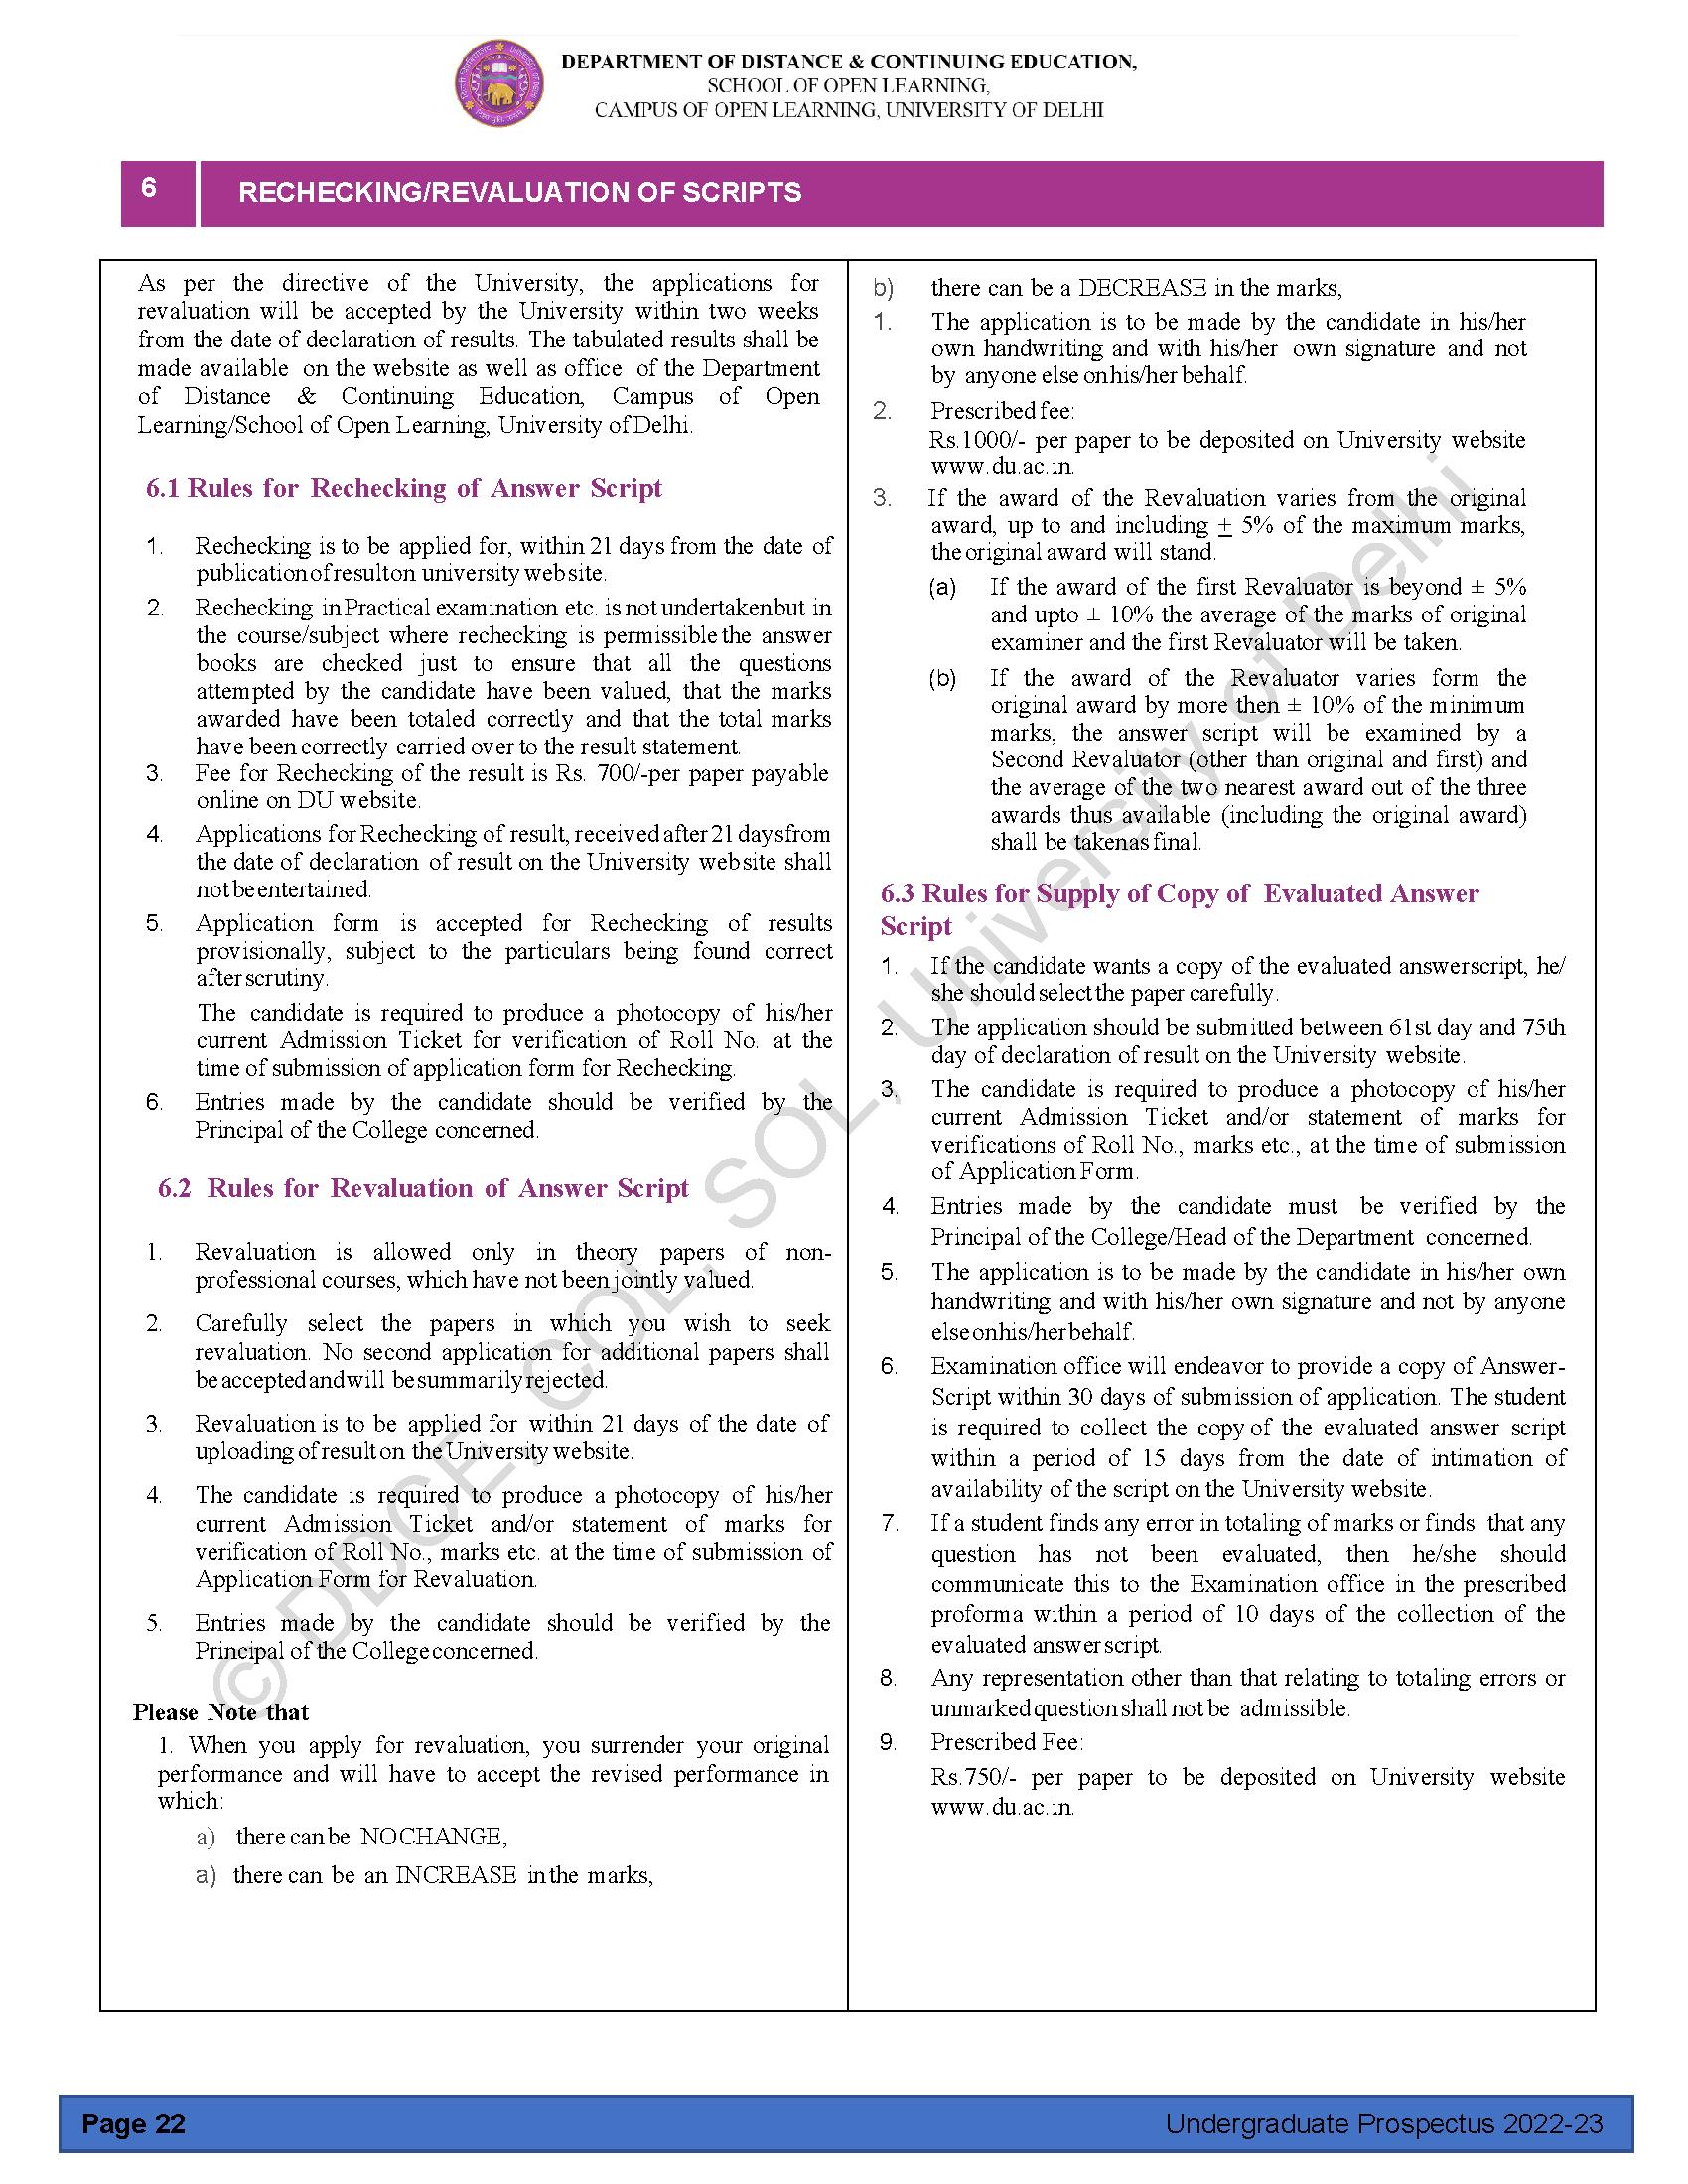 DEPARTMENT OF DISTANCE & CONTINUING EDUCATION,
SCHOOL OF OPEN LEARNING,
CAMPUS OF OPEN LEARNING, UNIVERSITY OF DELHI
6 RECHECKING/REVALUATION OF SCRIPTS
As per the directive of the University, the applications for
revaluation will be accepted by the University within two weeks
from the date of declaration of results. The tabulated results shall be
made available on the website as well as office of the Department
of Distance & Continuing Education, Campus of Open
Learning/School of Open Learning, University of Delhi.
6.1 Rules for Rechecking of Answer Script
1. Rechecking is to be applied for, within 21 days from the date of
publication of result on university web site.
2. Rechecking in Practical examination etc. is not undertaken but in
the course/subject where rechecking is permissible the answer
books are checked just to ensure that all the questions
attempted by the candidate have been valued, that the marks
awarded have been totaled correctly and that the total marks
have been correctly carried over to the result statement.
3. Fee for Rechecking of the result is Rs. 700/-per paper payable
online on DU website.
4. Applications for Rechecking of result, received after 21 days from
the date of declaration of result on the University web site shall
not be entertained.
5. Application form is accepted for Rechecking of results
provisionally, subject to the particulars being found correct
after scrutiny.
The candidate is required to produce a photocopy of his/her
current Admission Ticket for verification of Roll No. at the
time of submission of application form for Rechecking.
6. Entries made by the candidate should be verified by the
Principal of the College concerned.
6.2 Rules for Revaluation of Answer Script
1. Revaluation is allowed only in theory papers of non-
professional courses, which have not been jointly valued.
2. Carefully select the papers in which you wish to seek
revaluation. No second application for additional papers shall
be accepted and will be summarily rejected.
3. Revaluation is to be applied for within 21 days of the date of
uploading of result on the University website.
4. The candidate is required to produce a photocopy of his/her
current Admission Ticket and/or statement of marks for
verification of Roll No., marks etc. at the time of submission of
Application Form for Revaluation.
5. Entries made by the candidate should be verified by the
Principal of the College concerned.
Please Note that
1. When you apply for revaluation, you surrender your original
performance and will have to accept the revised performance in
which:
a) there can be NO CHANGE,
a) there can be an INCREASE in the marks,
b) there can be a DECREASE in the marks,
1. The application is to be made by the candidate in his/her
own handwriting and with his/her own signature and not
by anyone else on his/her behalf.
2. Prescribed fee:
Rs.1000/- per paper to be deposited on University website
www.du.ac.in.
3. If the award of the Revaluation varies from the original
award, up to and including ± 5% of the maximum marks,
the original award will stand.
(a) If the award of the first Revaluator is beyond ± 5%
and upto ± 10% the average of the marks of original
examiner and the first Revaluator will be taken.
(b) If the award of the Revaluator varies form the
original award by more then ± 10% of the minimum
marks, the answer script will be examined by a
Second Revaluator (other than original and first) and
the average of the two nearest award out of the three
awards thus available (including the original award)
shall be taken as final.
6.3 Rules for Supply of Copy of Evaluated Answer
Script
1. If the candidate wants a copy of the evaluated answerscript, he/
she should select the paper carefully.
2. The application should be submitted between 61st day and 75th
day of declaration of result on the University website.
3. The candidate is required to produce a photocopy of his/her
current Admission Ticket and/or statement of marks for
verifications of Roll No., marks etc., at the time of submission
of Application Form.
4. Entries made by the candidate must be verified by the
Principal of the College/Head of the Department concerned.
5. The application is to be made by the candidate in his/her own
handwriting and with his/her own signature and not by anyone
else on his/her behalf.
6. Examination office will endeavor to provide a copy of Answer-
Script within 30 days of submission of application. The student
is required to collect the copy of the evaluated answer script
within a period of 15 days from the date of intimation of
availability of the script on the University website.
7. If a student finds any error in totaling of marks or finds that any
question has not been evaluated, then he/she should
communicate this to the Examination office in the prescribed
proforma within a period of 10 days of the collection of the
evaluated answer script.
8. Any representation other than that relating to totaling errors or
unmarked question shall not be admissible.
9. Prescribed Fee:
Rs.750/- per paper to be deposited on University website
www.du.ac.in.
© DDCE, COL, SOL, University of Delhi
Page 22
Undergraduate Prospectus 2022-23